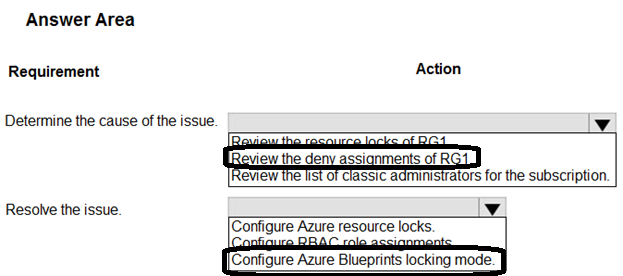 Answer Area
Requirement
Action
Determine the cause of the issue.
Review the resource locks of RG1
Review the deny assignments of RG1
Review the list of classic administrators for the subscription.
Resolve the issue.
Configure Azure resource locks.
Configure RBAC role assignments
Configure Azure Blueprints locking mode.